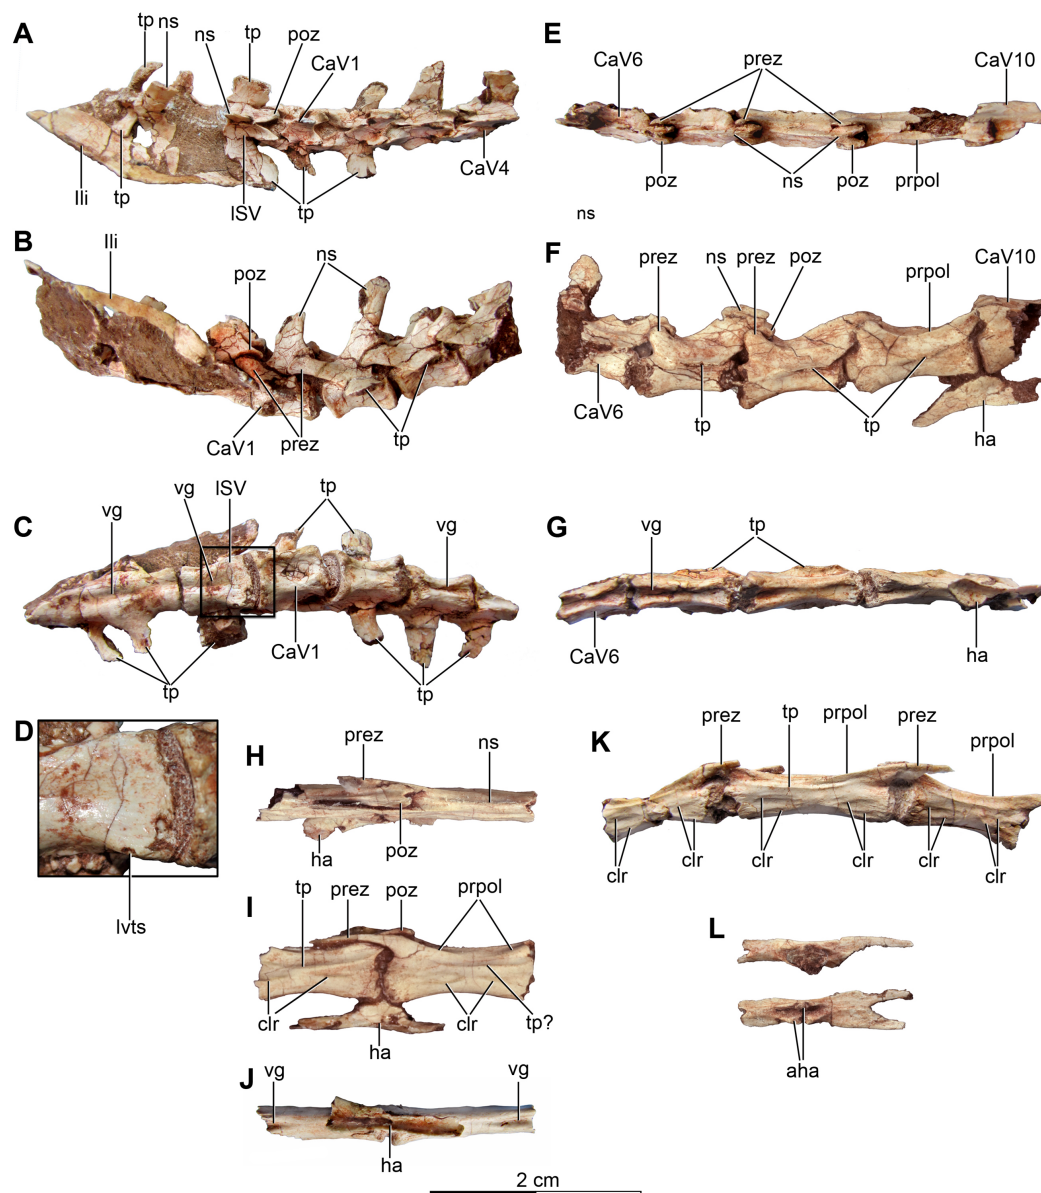 A
tp ns
ns
tp
poz
CaV1
Ili
tp
lSV
tp
CaV4
B
Ili
poz
ns
CaV1
prez
tp
C
vg
vg
lSV
tp
vg
CaV1
tp
tp
D
lvts
E
CaV6
prez
CaV10
poz
ns
poz
prpol
ns
F
prez
ns
prez
poz
prpol
CaV10
CaV6
tp
tp
ha
G
vg
tp
CaV6
ha
H
prez
ns
ha
poz
I
tp
prez
poz
prpol
clr
ha
clr
tp?
J
vg
vg
ha
K
prez
tp
prpol
prez
prpol
clr
clr
clr
clr
clr
clr
L
aha
2 cm